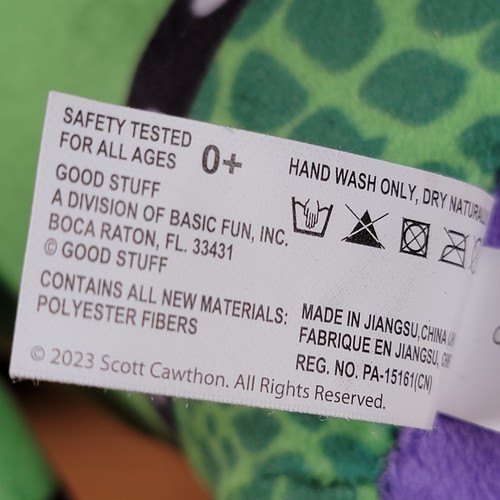 SAFETY TESTED
FOR ALL AGES
0+
GOOD STUFF
A DIVISION OF BASIC FUN, INC.
BOCA RATON, FL. 33431
© GOOD STUFF
CONTAINS ALL NEW MATERIALS:
POLYESTER FIBERS
© 2023 Scott Cawthon. All Rights Reserved.
HAND WASH ONLY, DRY
MADE IN JIANGSU, CHINA
FABRIQUE EN JIANGSU,
REG. NO. PA-15161(CN)